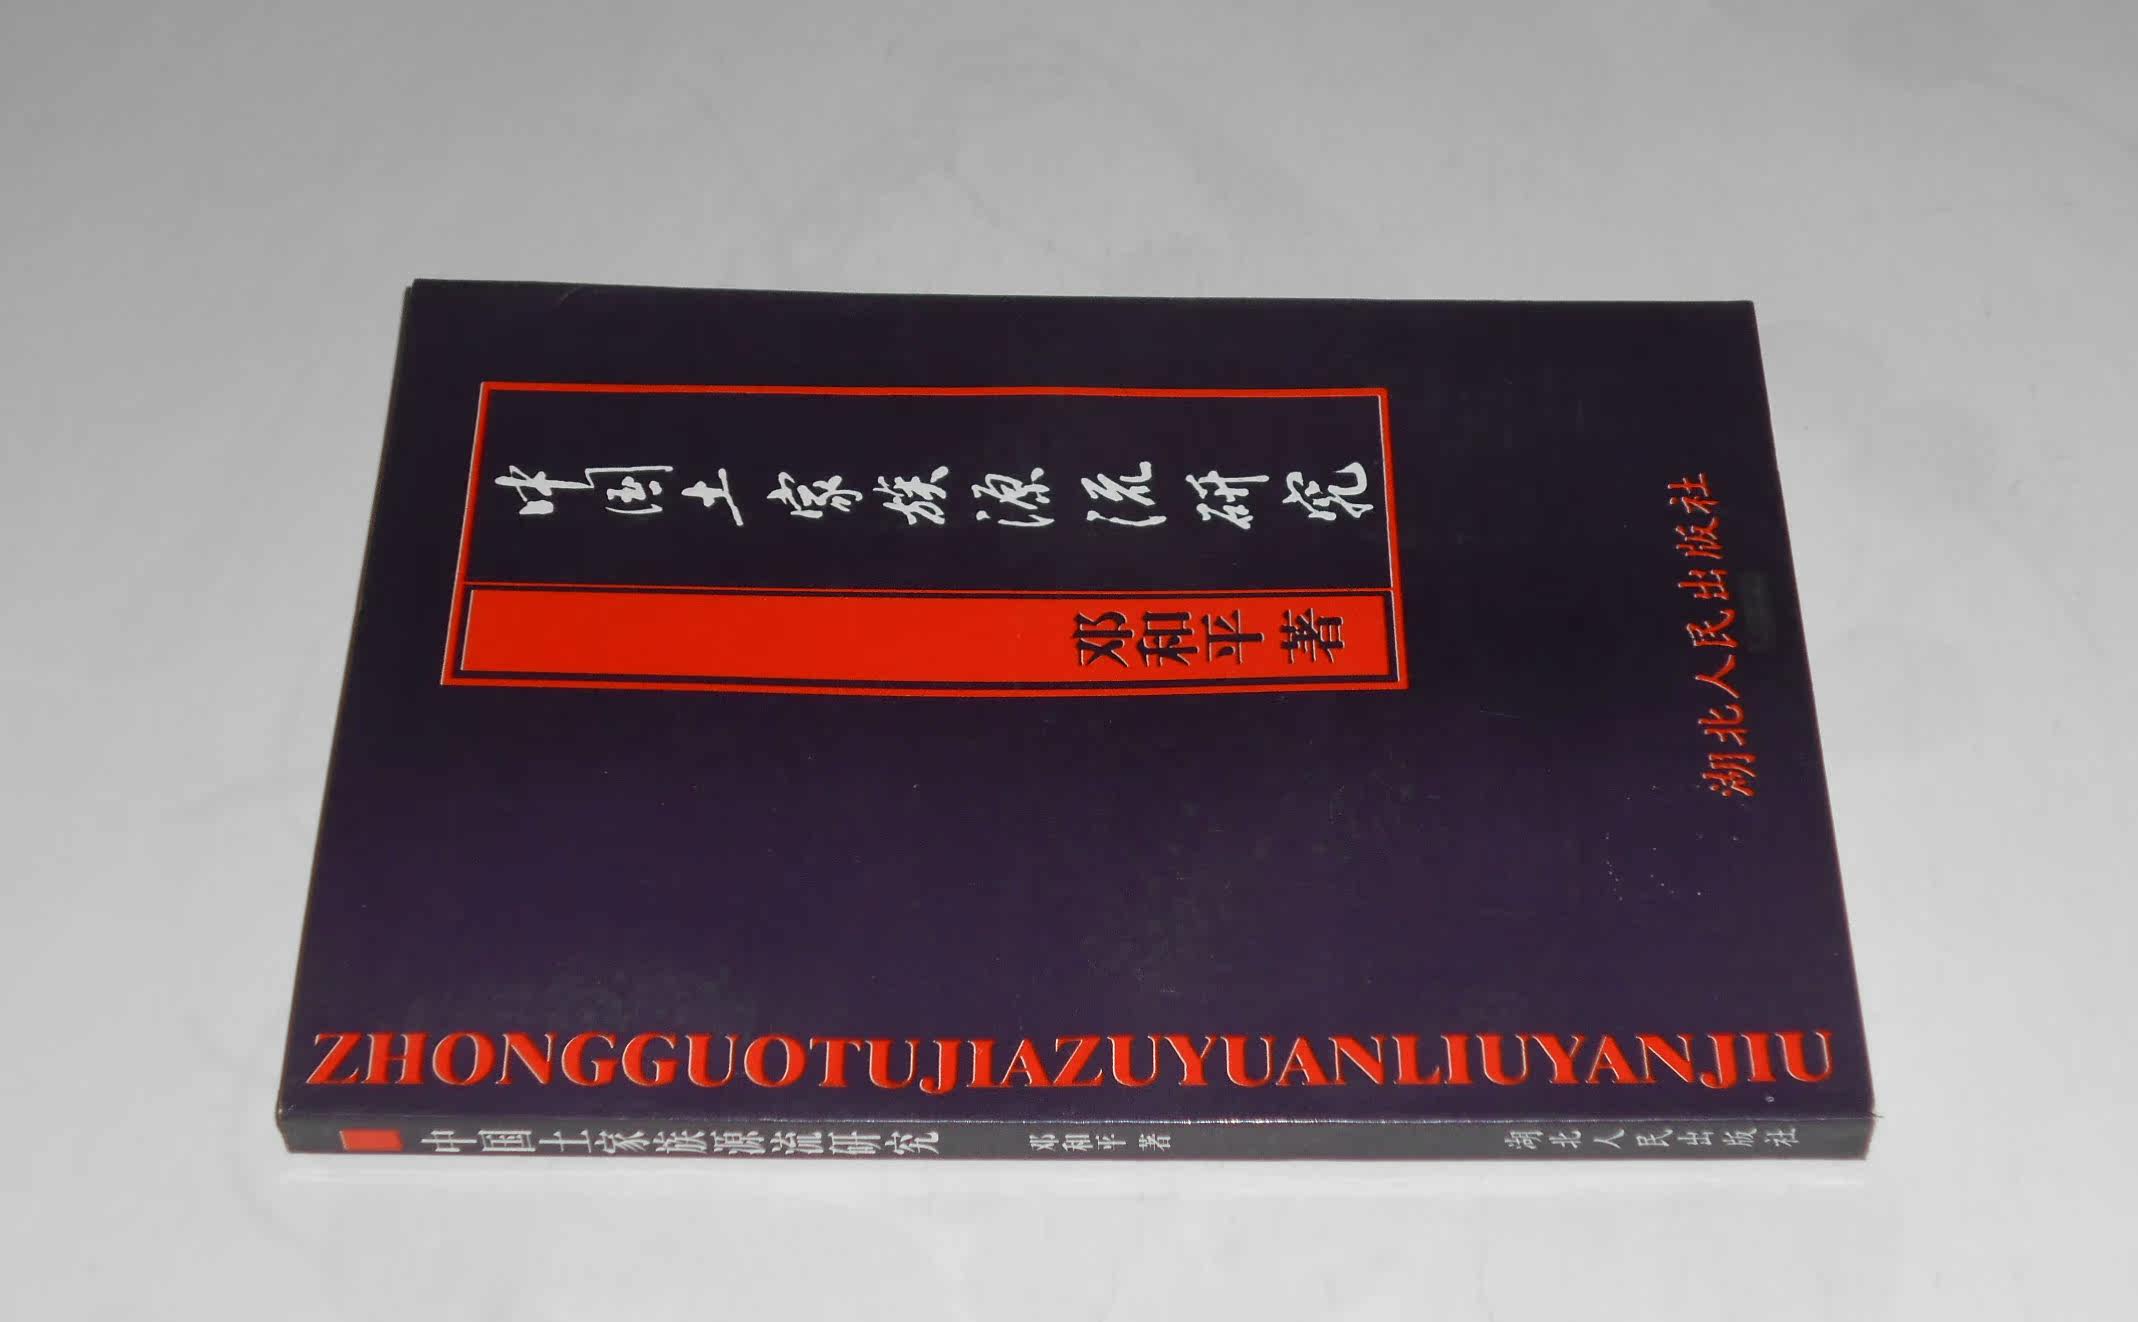 中国土家族源流研究
邓和平 著
湖北人民出版社
ZHONGGUOTUJIAZUYUANLIUYANJIU
中国土家族源流研究 邓和平 著 湖北人民出版社